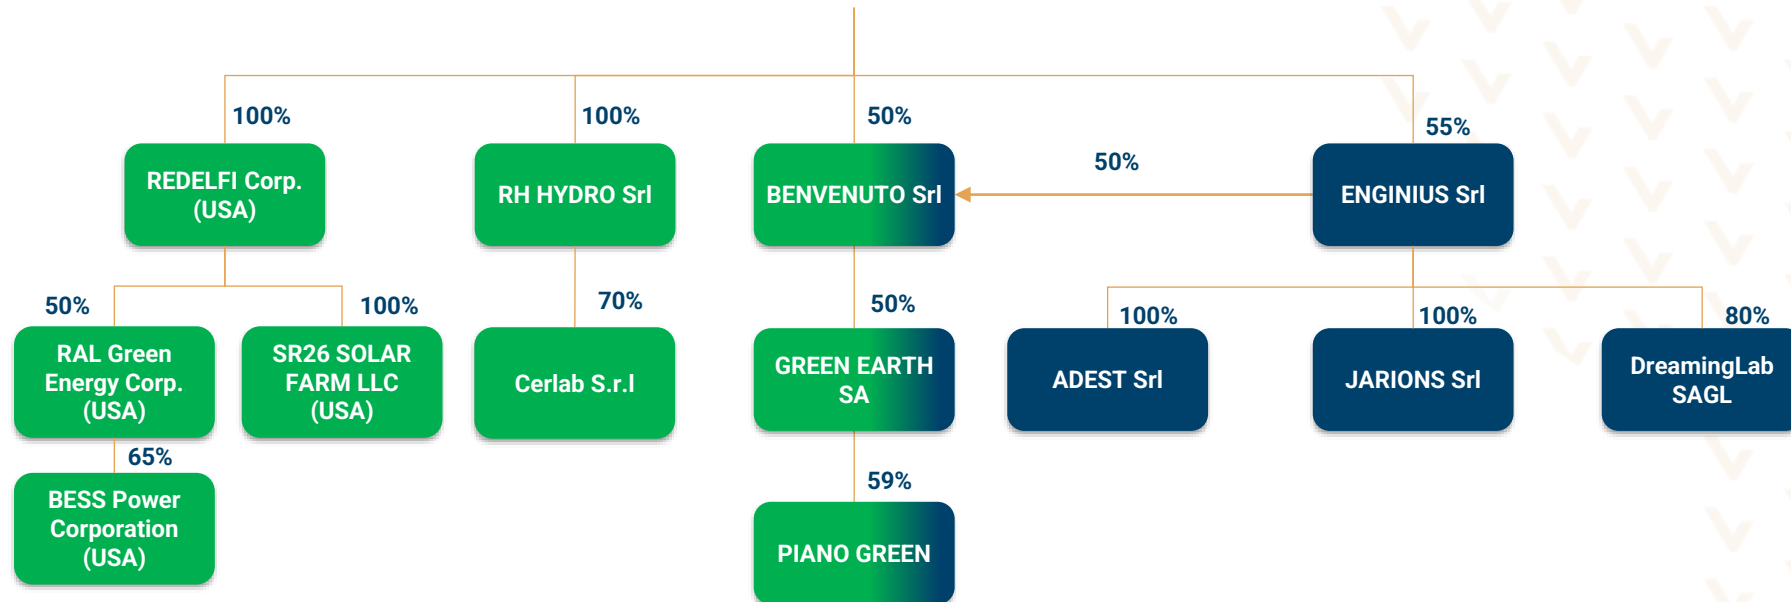 100%
100%
50%
55%
REDELFI Corp.
(USA)
RH HYDRO Srl
BENVENUTO Srl
50%
ENGINIUS Srl
50%
100%
70%
50%
100%
100%
80%
RAL Green
Energy Corp.
(USA)
SR26 SOLAR
FARM LLC
(USA)
Cerlab S.r.l
GREEN EARTH
SA
ADEST Srl
JARIONS Srl
DreamingLab
SAGL
65%
59%
BESS Power
Corporation
(USA)
PIANO GREEN